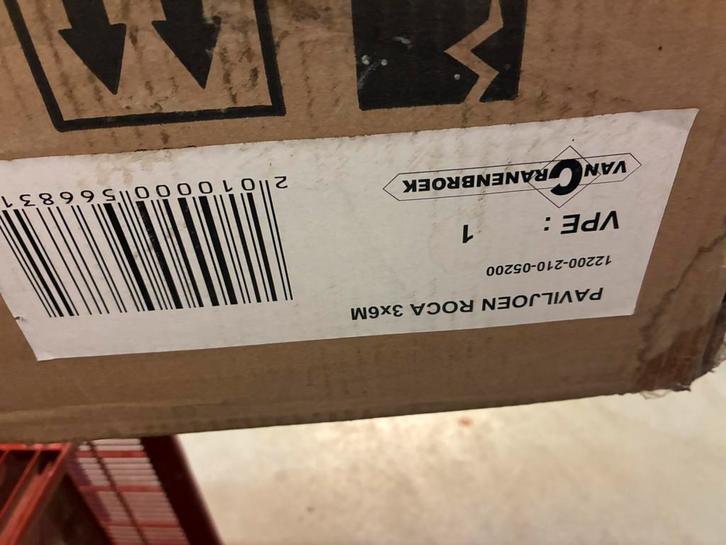 PAVILJOEN ROCA 3x6M
12200-210-05200
VPE : 1
VANCRANENBROEK
2 010000 566831